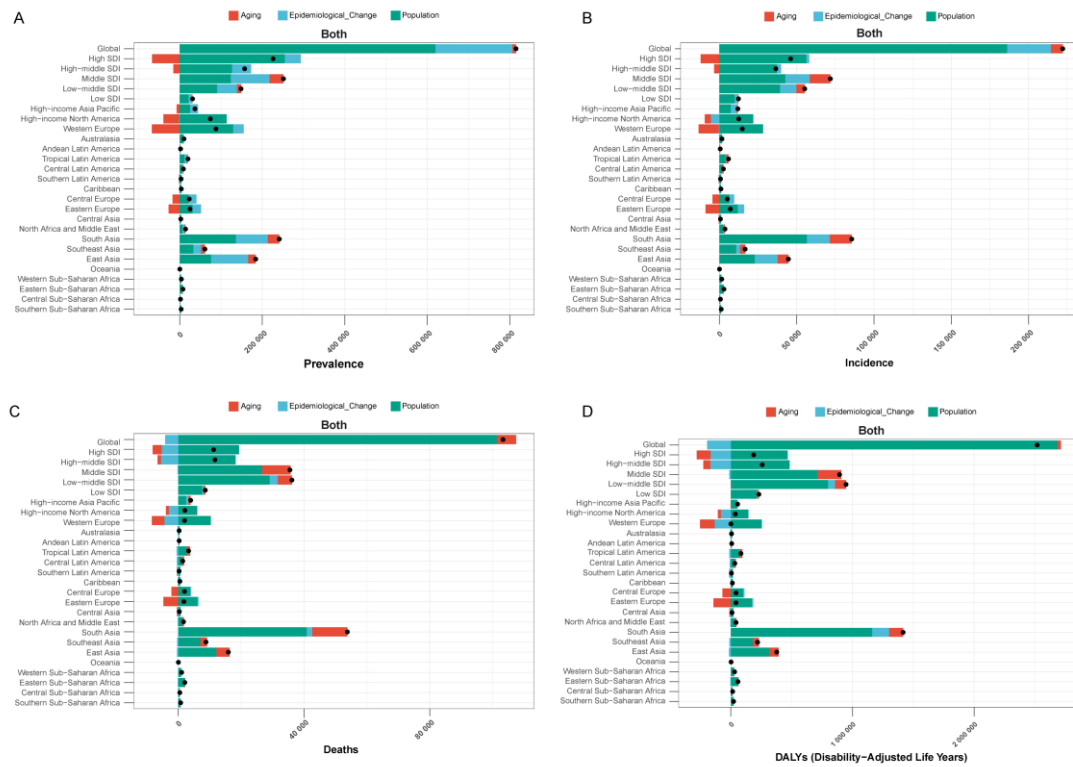 A
Aging Epidemiological_Change Population
Both
Global
High SDI
High-middle SDI
Middle SDI
Low-middle SDI
Low SDI
High-income Asia Pacific
High-income North America
Western Europe
Australasia
Andean Latin America
Tropical Latin America
Central Latin America
Southern Latin America
Caribbean
Central Europe
Eastern Europe
Central Asia
North Africa and Middle East
South Asia
Southeast Asia
East Asia
Oceania
Western Sub-Saharan Africa
Eastern Sub-Saharan Africa
Central Sub-Saharan Africa
Southern Sub-Saharan Africa
0 200 000 400 000 600 000 800 000
Prevalence
B
Aging Epidemiological_Change Population
Both
Global
High SDI
High-middle SDI
Middle SDI
Low-middle SDI
Low SDI
High-income Asia Pacific
High-income North America
Western Europe
Australasia
Andean Latin America
Tropical Latin America
Central Latin America
Southern Latin America
Caribbean
Central Europe
Eastern Europe
Central Asia
North Africa and Middle East
South Asia
Southeast Asia
East Asia
Oceania
Western Sub-Saharan Africa
Eastern Sub-Saharan Africa
Central Sub-Saharan Africa
Southern Sub-Saharan Africa
0 50 000 100 000 150 000 200 000
Incidence
C
Aging Epidemiological_Change Population
Both
Global
High SDI
High-middle SDI
Middle SDI
Low-middle SDI
Low SDI
High-income Asia Pacific
High-income North America
Western Europe
Australasia
Andean Latin America
Tropical Latin America
Central Latin America
Southern Latin America
Caribbean
Central Europe
Eastern Europe
Central Asia
North Africa and Middle East
South Asia
Southeast Asia
East Asia
Oceania
Western Sub-Saharan Africa
Eastern Sub-Saharan Africa
Central Sub-Saharan Africa
Southern Sub-Saharan Africa
0 40 000 80 000
Deaths
D
Aging Epidemiological_Change Population
Both
Global
High SDI
High-middle SDI
Middle SDI
Low-middle SDI
Low SDI
High-income Asia Pacific
High-income North America
Western Europe
Australasia
Andean Latin America
Tropical Latin America
Central Latin America
Southern Latin America
Caribbean
Central Europe
Eastern Europe
Central Asia
North Africa and Middle East
South Asia
Southeast Asia
East Asia
Oceania
Western Sub-Saharan Africa
Eastern Sub-Saharan Africa
Central Sub-Saharan Africa
Southern Sub-Saharan Africa
0 1 000 000 2 000 000
DALYs (Disability-Adjusted Life Years)